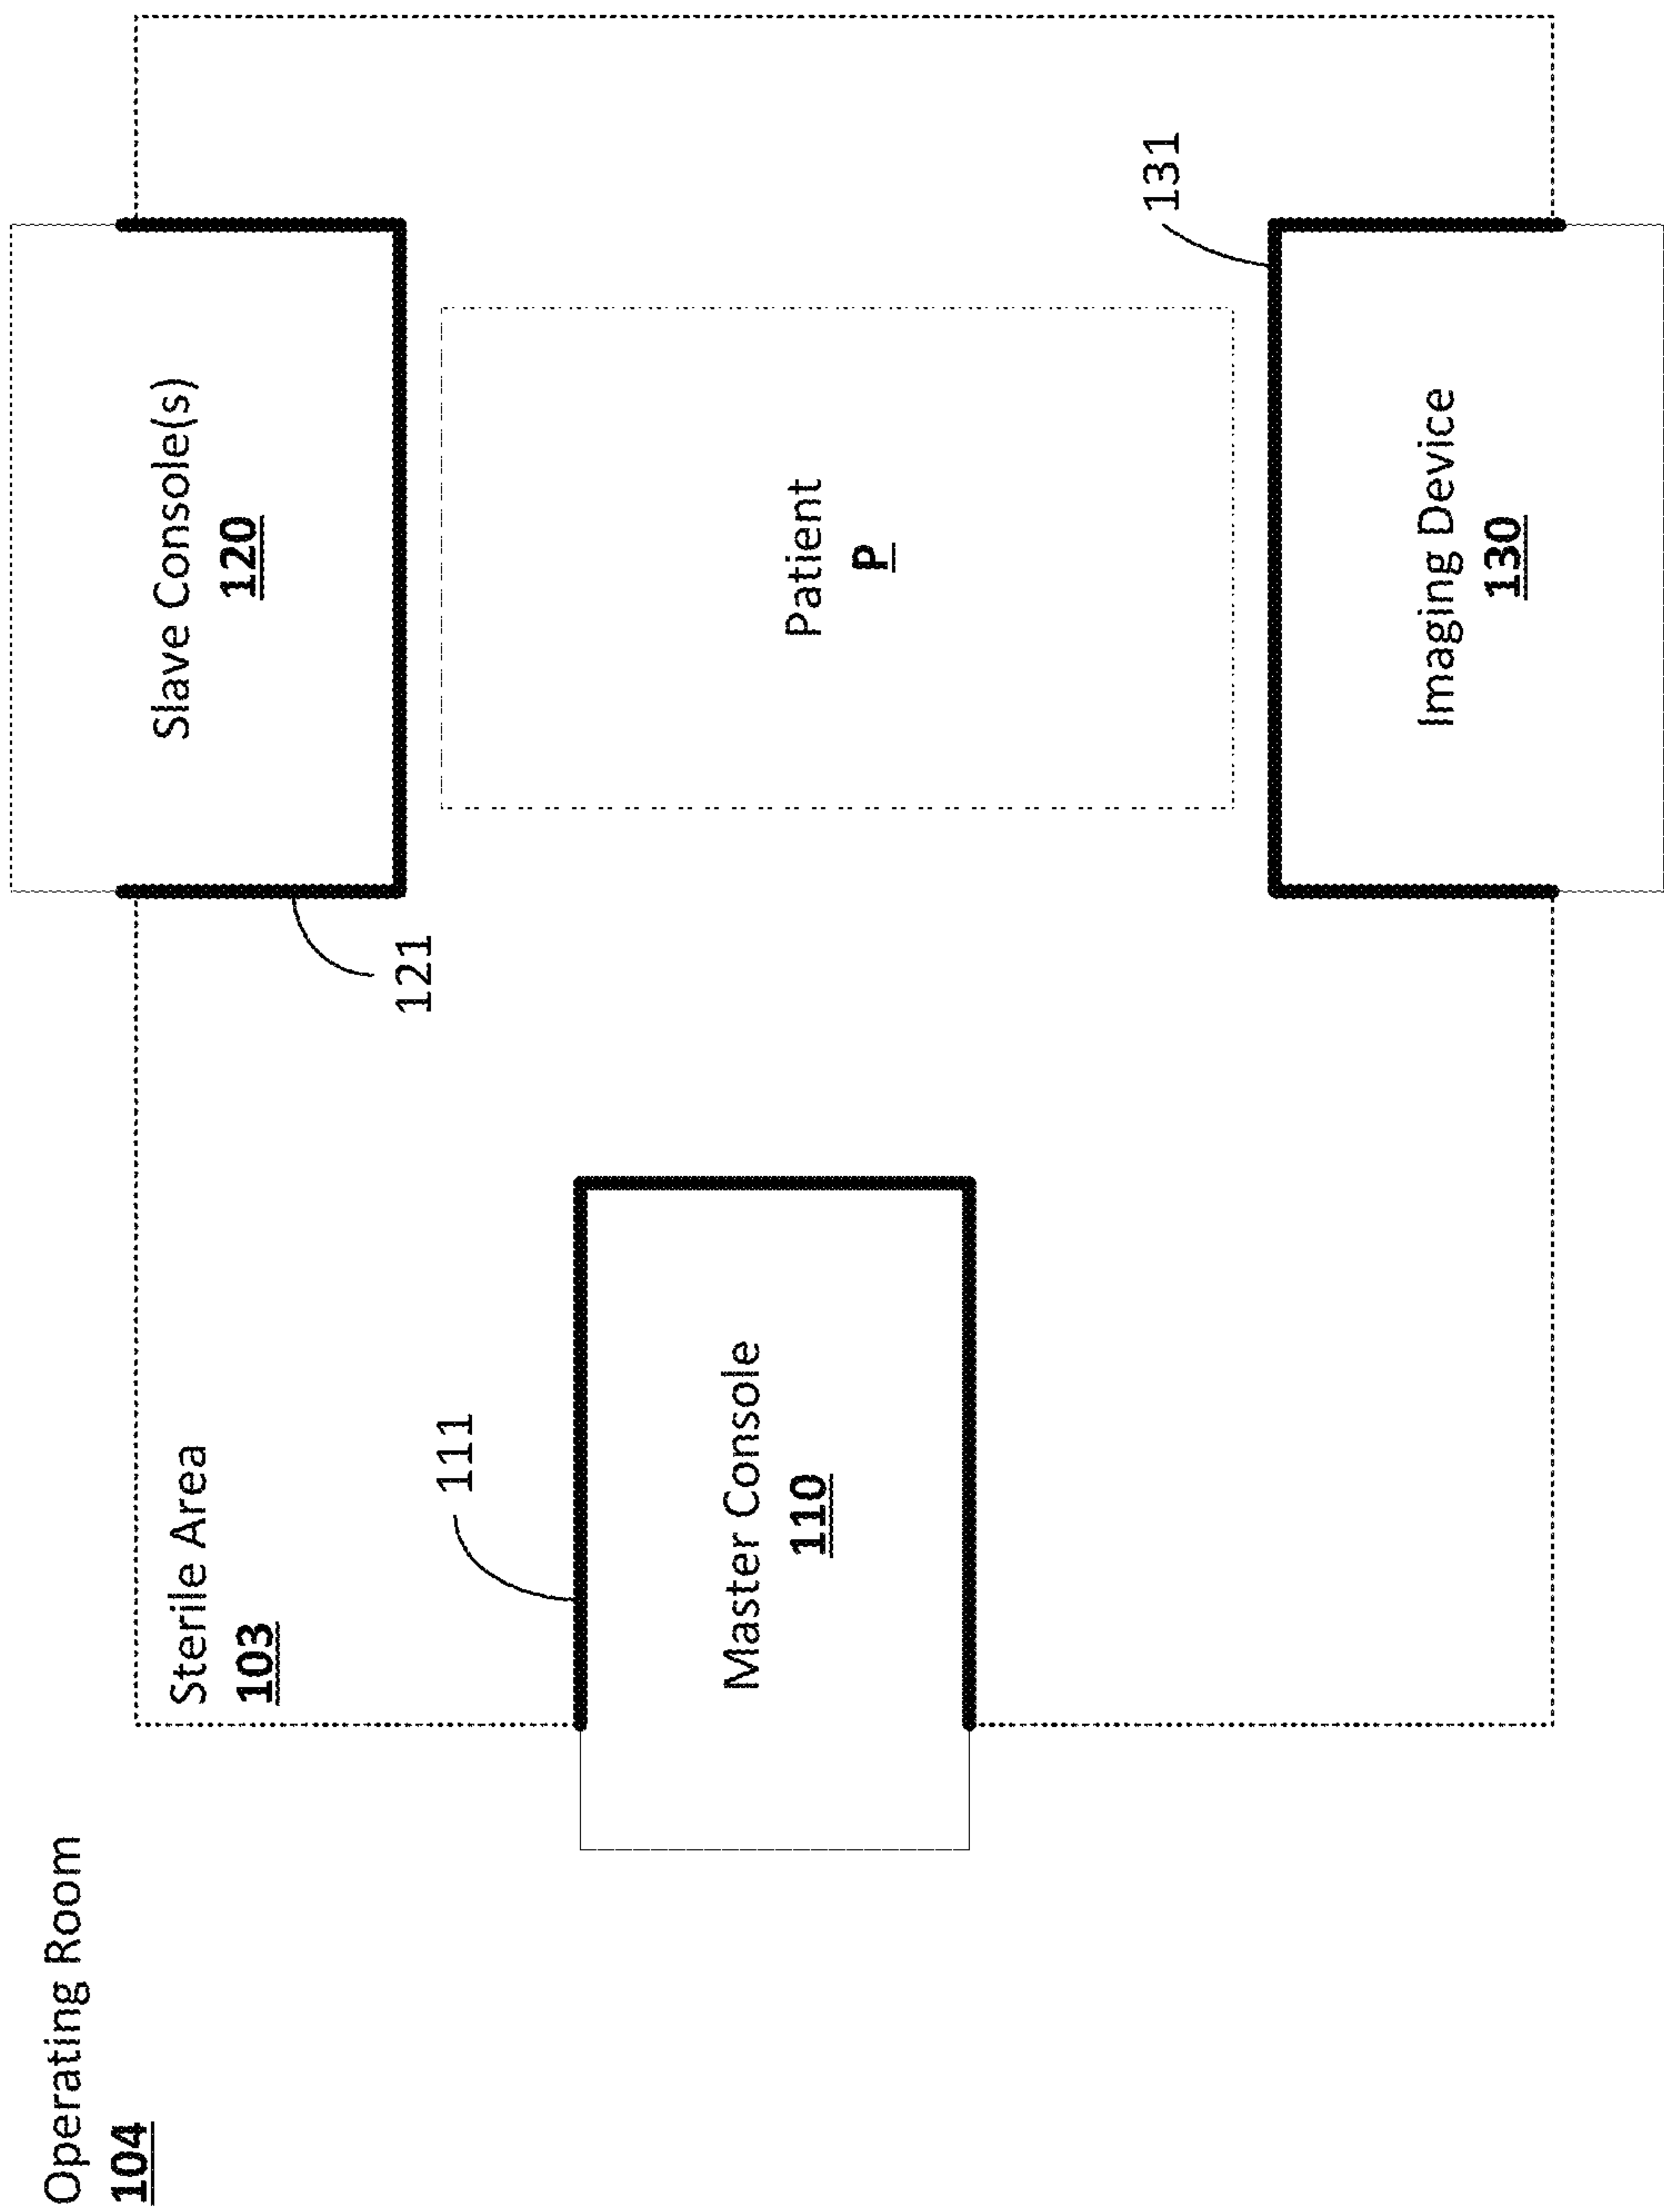 Operating Room
104
Sterile Area
103
111
Master Console
110
121
Slave Console(s)
120
Patient
P
131
Imaging Device
130